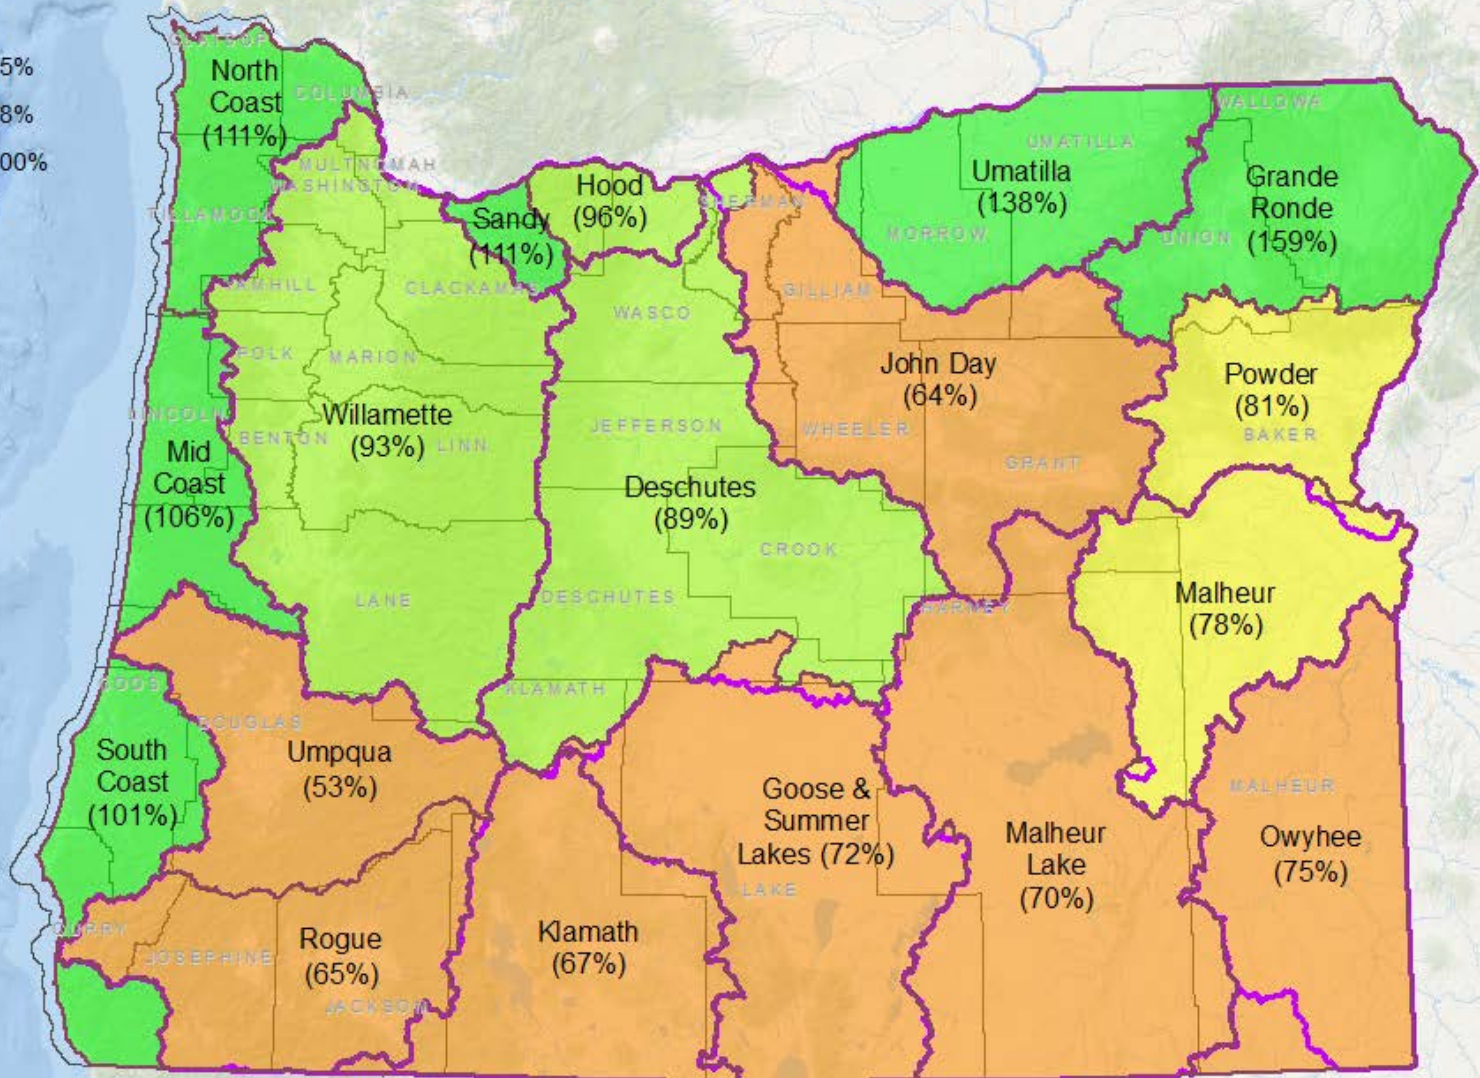 5%
8%
00%
CLATSOP
North
Coast
(111%)
COLUMBIA
MULTNOMAH
WASHINGTON
TILLAMOOK
Sandy
(111%)
Hood
(96%)
SHERMAN
UMATILLA
Umatilla
(138%)
MORROW
WALLOWA
Grande
Ronde
(159%)
UNION
YAMHILL
CLACKAMAS
WASCO
GILLIAM
POLK
MARION
John Day
(64%)
Powder
(81%)
BAKER
LINCOLN
Willamette
(93%)
BENTON
LINN
JEFFERSON
WHEELER
GRANT
Mid
Coast
(106%)
Deschutes
(89%)
CROOK
LANE
DESCHUTES
HARNEY
Malheur
(78%)
COOS
KLAMATH
DOUGLAS
South
Coast
(101%)
Umpqua
(53%)
Goose &
Summer
Lakes (72%)
LAKE
Malheur
Lake
(70%)
MALHEUR
Owyhee
(75%)
CURRY
JOSEPHINE
Rogue
(65%)
JACKSON
Klamath
(67%)